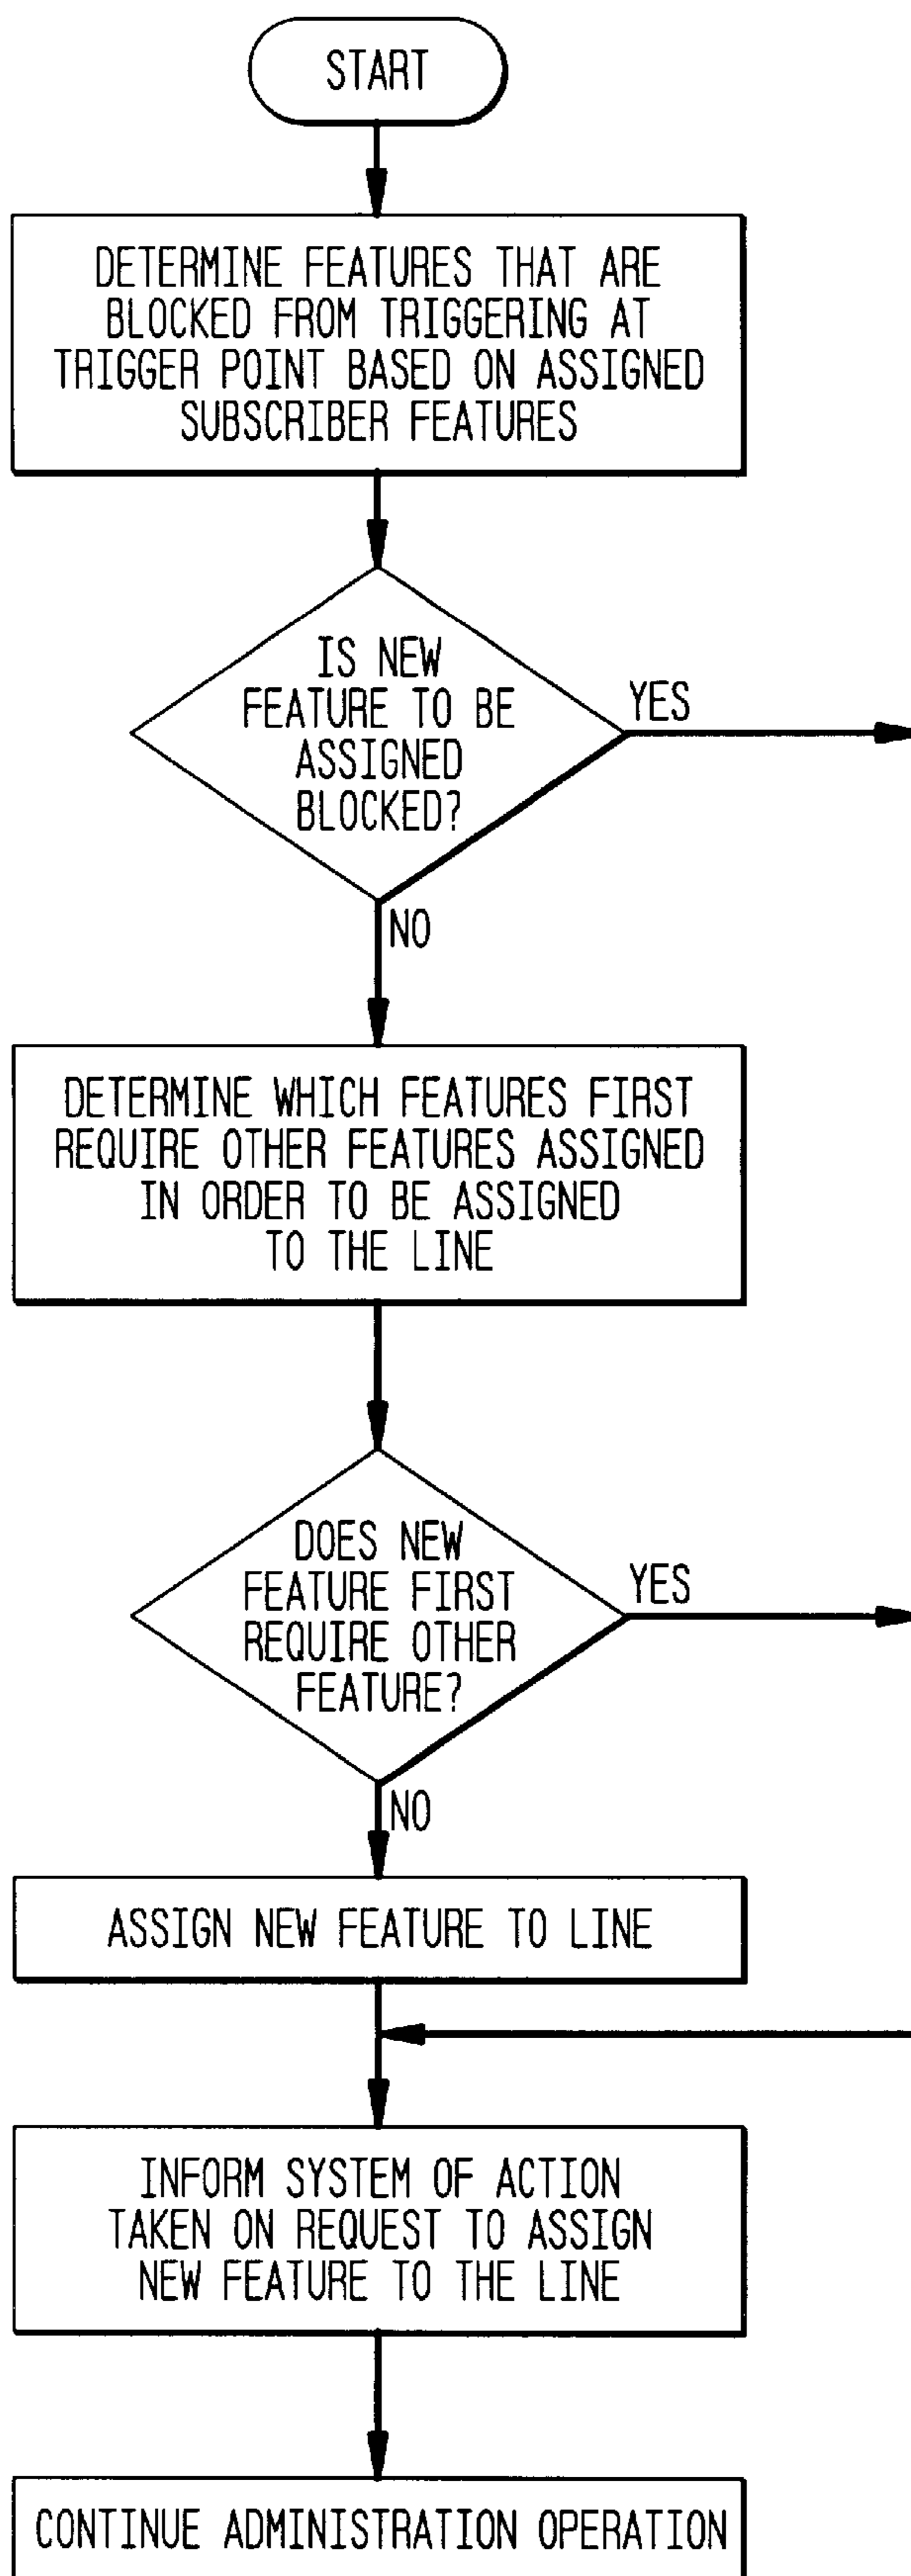 START
DETERMINE FEATURES THAT ARE
BLOCKED FROM TRIGGERING AT
TRIGGER POINT BASED ON ASSIGNED
SUBSCRIBER FEATURES
IS NEW
FEATURE TO BE
ASSIGNED
BLOCKED?
YES
NO
DETERMINE WHICH FEATURES FIRST
REQUIRE OTHER FEATURES ASSIGNED
IN ORDER TO BE ASSIGNED
TO THE LINE
DOES NEW
FEATURE FIRST
REQUIRE OTHER
FEATURE?
YES
NO
ASSIGN NEW FEATURE TO LINE
INFORM SYSTEM OF ACTION
TAKEN ON REQUEST TO ASSIGN
NEW FEATURE TO THE LINE
CONTINUE ADMINISTRATION OPERATION